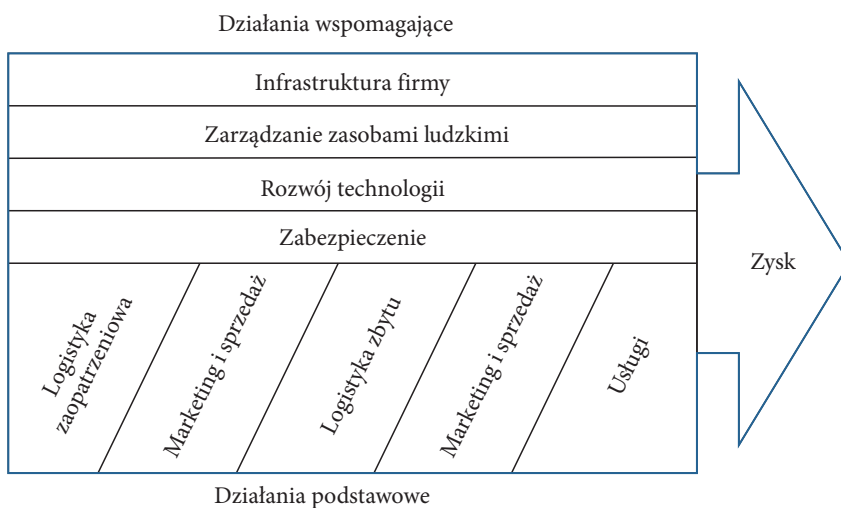 Działania wspomagające
Infrastruktura firmy
Zarządzanie zasobami ludzkimi
Rozwój technologii
Zabezpieczenie
Logistyka
zaopatrzeniowa
Marketing i sprzedaż
Logistyka zbytu
Marketing i sprzedaż
Usługi
Zysk
Działania podstawowe